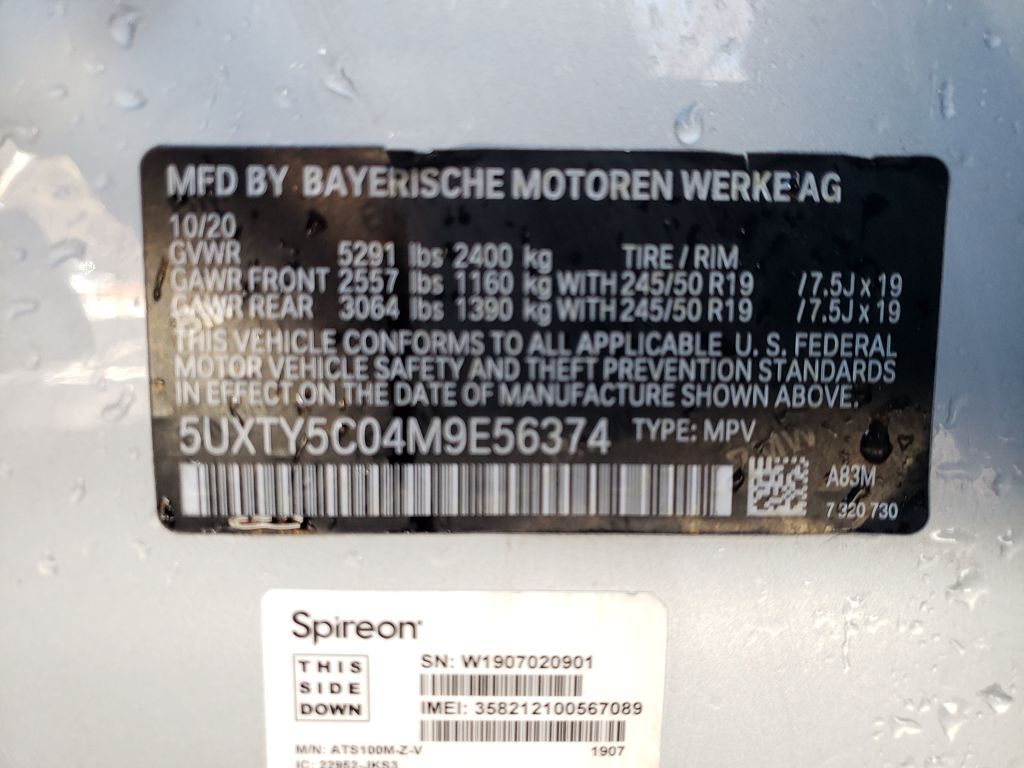 MFD BY BAYERISCHE MOTOREN WERKE AG
10/20
GVWR 5291 lbs 2400 kg TIRE / RIM
GAWR FRONT 2557 lbs 1160 kg WITH 245/50 R19 /7.5J x 19
GAWR REAR 3064 lbs 1390 kg WITH 245/50 R19 /7.5J x 19
THIS VEHICLE CONFORMS TO ALL APPLICABLE U. S. FEDERAL
MOTOR VEHICLE SAFETY AND THEFT PREVENTION STANDARDS
IN EFFECT ON THE DATE OF MANUFACTURE SHOWN ABOVE.
5UXTY5C04M9E56374 TYPE: MPV
A83M
7 320 730
Spireon
THIS
SIDE
DOWN
SN: W1907020901
IMEI: 358212100567089
M/N: ATS100M-Z-V 1907
IC: 22952-JKS3